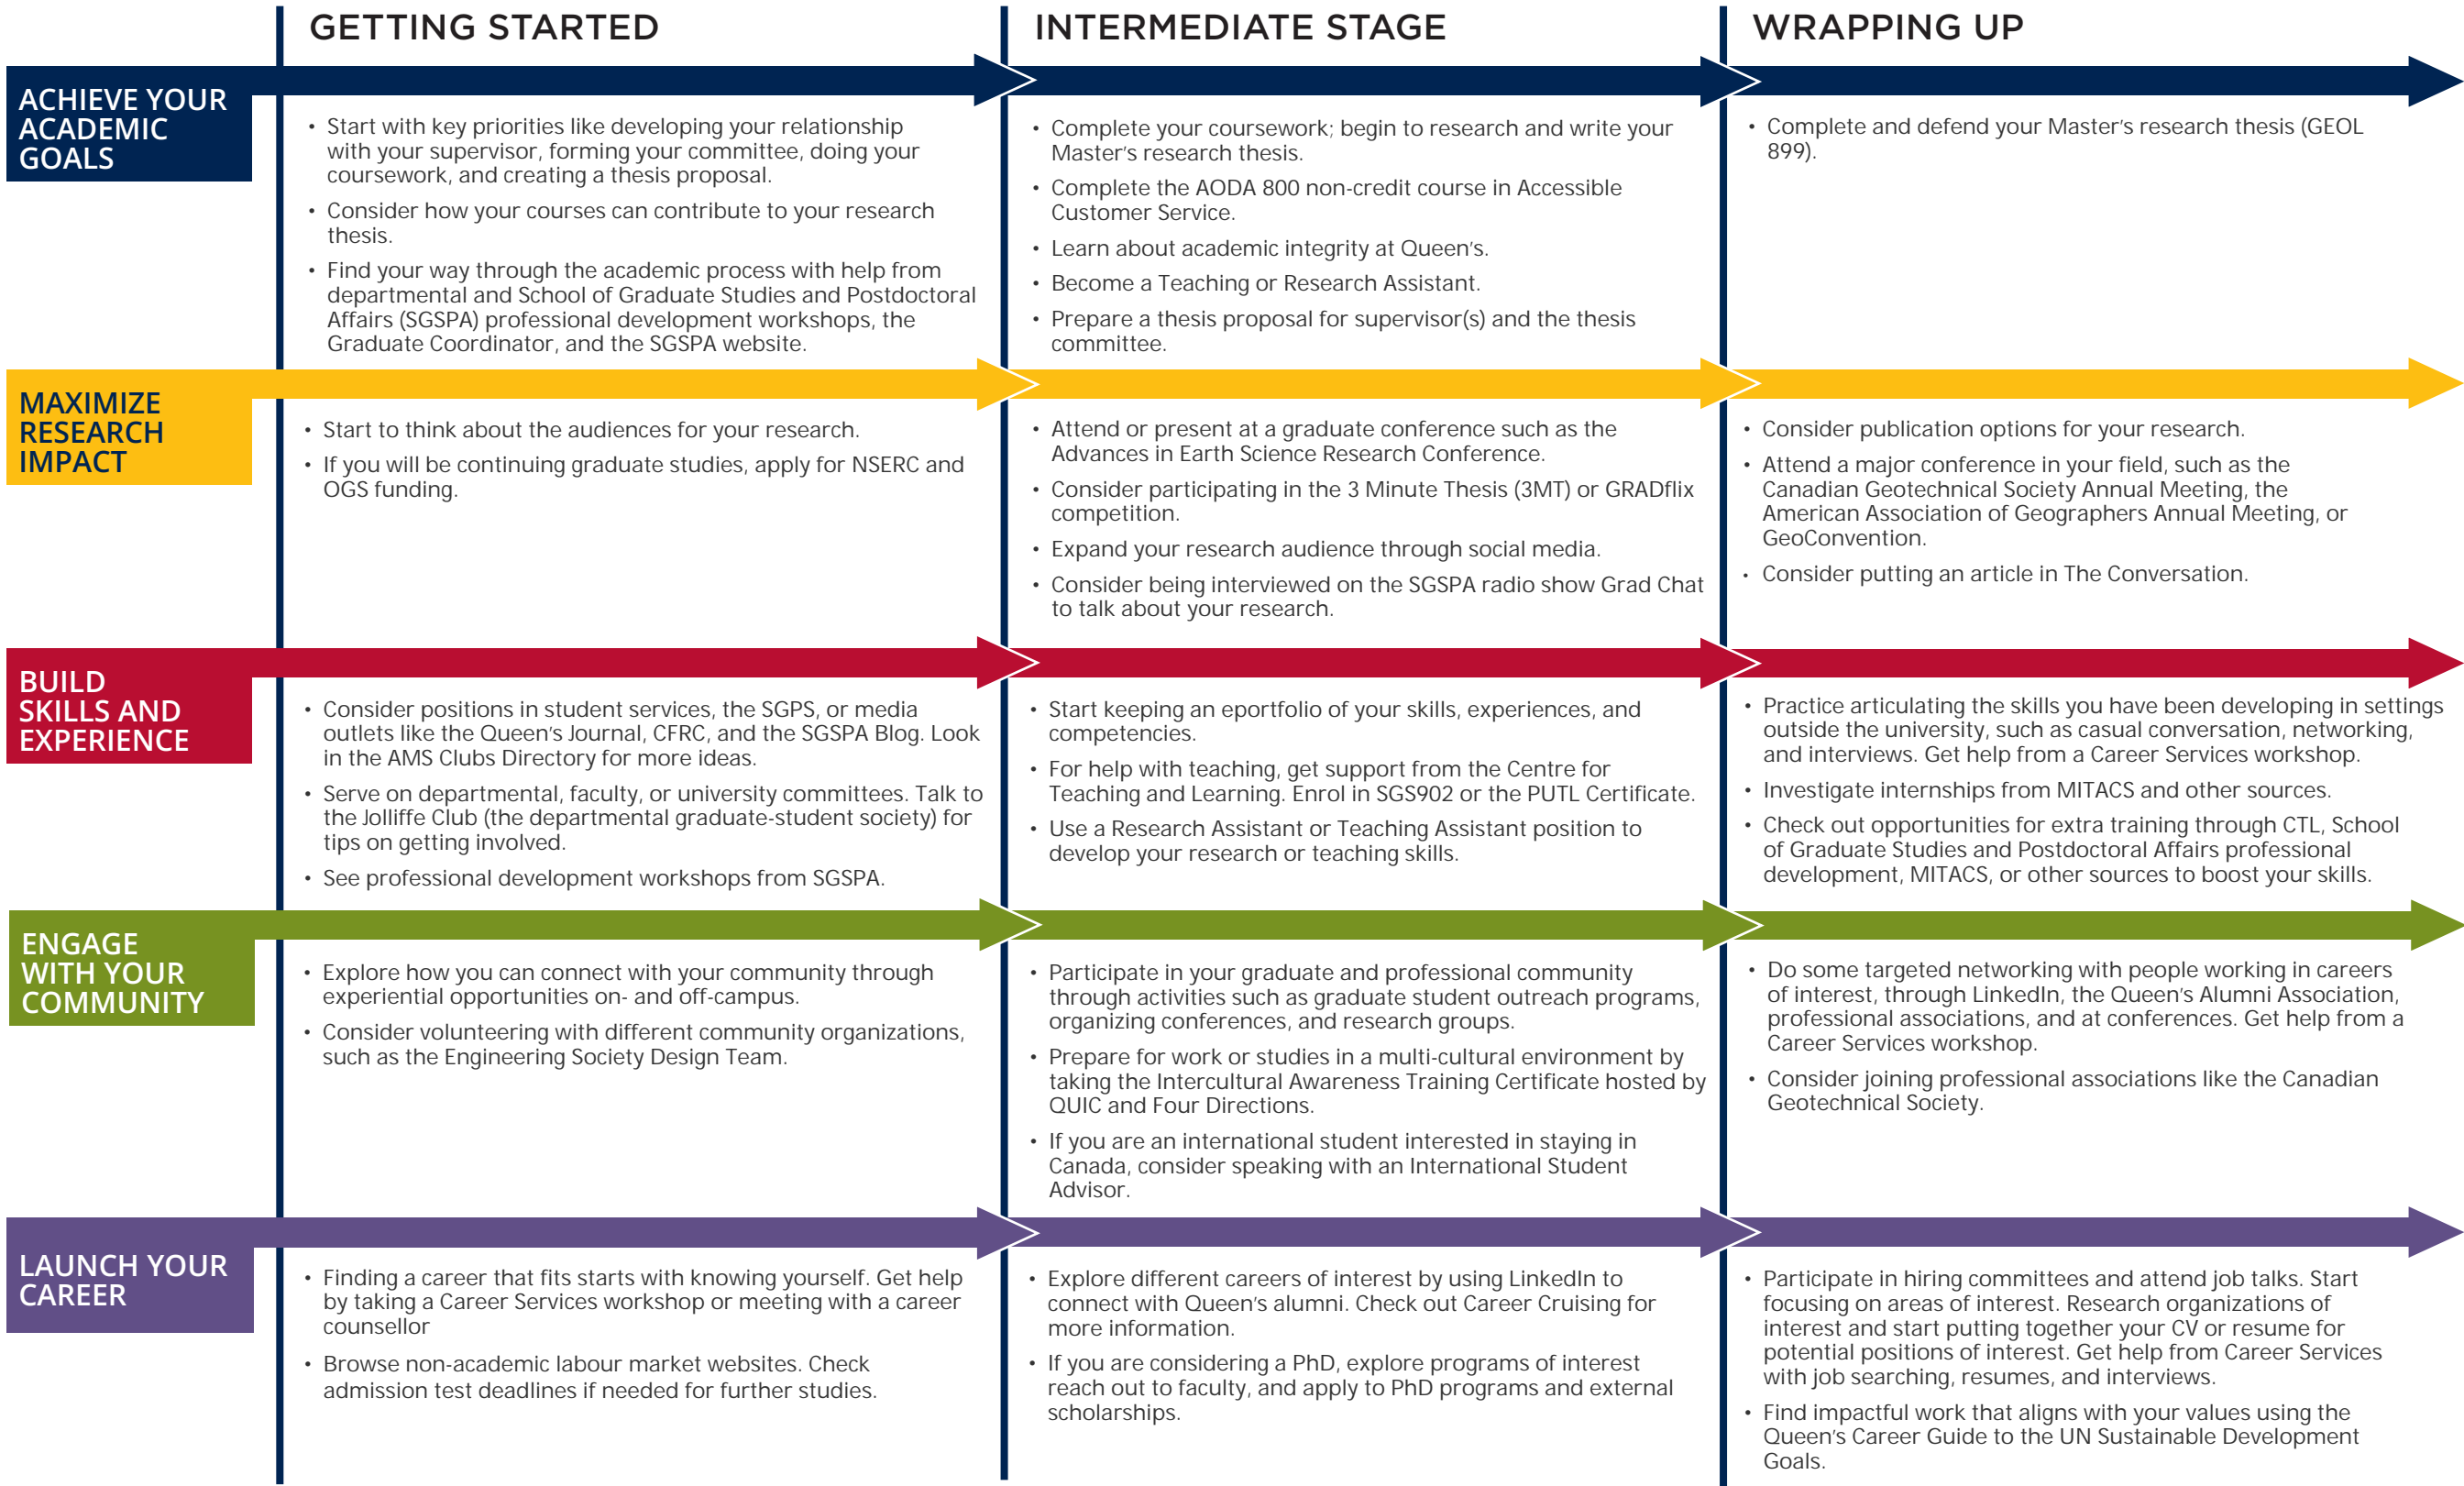 GETTING STARTED
INTERMEDIATE STAGE
WRAPPING UP
ACHIEVE YOUR
ACADEMIC
GOALS
• Start with key priorities like developing your relationship
with your supervisor, forming your committee, doing your
coursework, and creating a thesis proposal.
• Consider how your courses can contribute to your research
thesis.
• Find your way through the academic process with help from
departmental and School of Graduate Studies and Postdoctoral
Affairs (SGSPA) professional development workshops, the
Graduate Coordinator, and the SGSPA website.
• Complete your coursework; begin to research and write your
Master's research thesis.
• Complete the AODA 800 non-credit course in Accessible
Customer Service.
• Learn about academic integrity at Queen's.
• Become a Teaching or Research Assistant.
• Prepare a thesis proposal for supervisor(s) and the thesis
committee.
• Complete and defend your Master's research thesis (GEOL
899).
MAXIMIZE
RESEARCH
IMPACT
• Start to think about the audiences for your research.
• If you will be continuing graduate studies, apply for NSERC and
OGS funding.
• Attend or present at a graduate conference such as the
Advances in Earth Science Research Conference.
• Consider participating in the 3 Minute Thesis (3MT) or GRADflix
competition.
• Expand your research audience through social media.
• Consider being interviewed on the SGSPA radio show Grad Chat
to talk about your research.
• Consider publication options for your research.
• Attend a major conference in your field, such as the
Canadian Geotechnical Society Annual Meeting, the
American Association of Geographers Annual Meeting, or
GeoConvention.
• Consider putting an article in The Conversation.
BUILD
SKILLS AND
EXPERIENCE
• Consider positions in student services, the SGPS, or media
outlets like the Queen's Journal, CFRC, and the SGSPA Blog. Look
in the AMS Clubs Directory for more ideas.
• Serve on departmental, faculty, or university committees. Talk to
the Jolliffe Club (the departmental graduate-student society) for
tips on getting involved.
• See professional development workshops from SGSPA.
• Start keeping an eportfolio of your skills, experiences, and
competencies.
• For help with teaching, get support from the Centre for
Teaching and Learning. Enrol in SGS902 or the PUTL Certificate.
• Use a Research Assistant or Teaching Assistant position to
develop your research or teaching skills.
• Practice articulating the skills you have been developing in settings
outside the university, such as casual conversation, networking,
and interviews. Get help from a Career Services workshop.
• Investigate internships from MITACS and other sources.
• Check out opportunities for extra training through CTL, School
of Graduate Studies and Postdoctoral Affairs professional
development, MITACS, or other sources to boost your skills.
ENGAGE
WITH YOUR
COMMUNITY
• Explore how you can connect with your community through
experiential opportunities on- and off-campus.
• Consider volunteering with different community organizations,
such as the Engineering Society Design Team.
• Participate in your graduate and professional community
through activities such as graduate student outreach programs,
organizing conferences, and research groups.
• Prepare for work or studies in a multi-cultural environment by
taking the Intercultural Awareness Training Certificate hosted by
QUIC and Four Directions.
• If you are an international student interested in staying in
Canada, consider speaking with an International Student
Advisor.
• Do some targeted networking with people working in careers
of interest, through LinkedIn, the Queen's Alumni Association,
professional associations, and at conferences. Get help from a
Career Services workshop.
• Consider joining professional associations like the Canadian
Geotechnical Society.
LAUNCH YOUR
CAREER
• Finding a career that fits starts with knowing yourself. Get help
by taking a Career Services workshop or meeting with a career
counsellor
• Browse non-academic labour market websites. Check
admission test deadlines if needed for further studies.
• Explore different careers of interest by using LinkedIn to
connect with Queen's alumni. Check out Career Cruising for
more information.
• If you are considering a PhD, explore programs of interest
reach out to faculty, and apply to PhD programs and external
scholarships.
• Participate in hiring committees and attend job talks. Start
focusing on areas of interest. Research organizations of
interest and start putting together your CV or resume for
potential positions of interest. Get help from Career Services
with job searching, resumes, and interviews.
• Find impactful work that aligns with your values using the
Queen's Career Guide to the UN Sustainable Development
Goals.